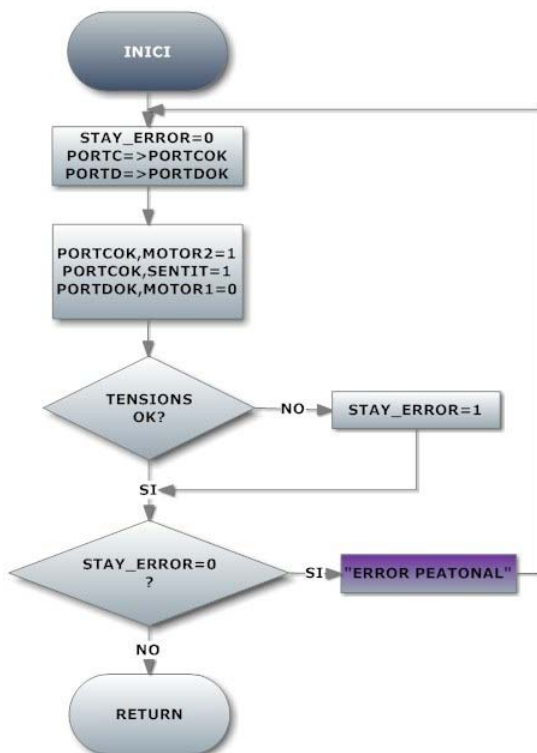 INICI
STAY_ERROR=0
PORTC=>PORTCOK
PORTD=>PORTDOK
PORTCOK,MOTOR2=1
PORTCOK,SENTIT=1
PORTDOK,MOTOR1=0
TENSIONS
OK?
NO
STAY_ERROR=1
SI
STAY_ERROR=0
?
SI
"ERROR PEATONAL"
NO
RETURN